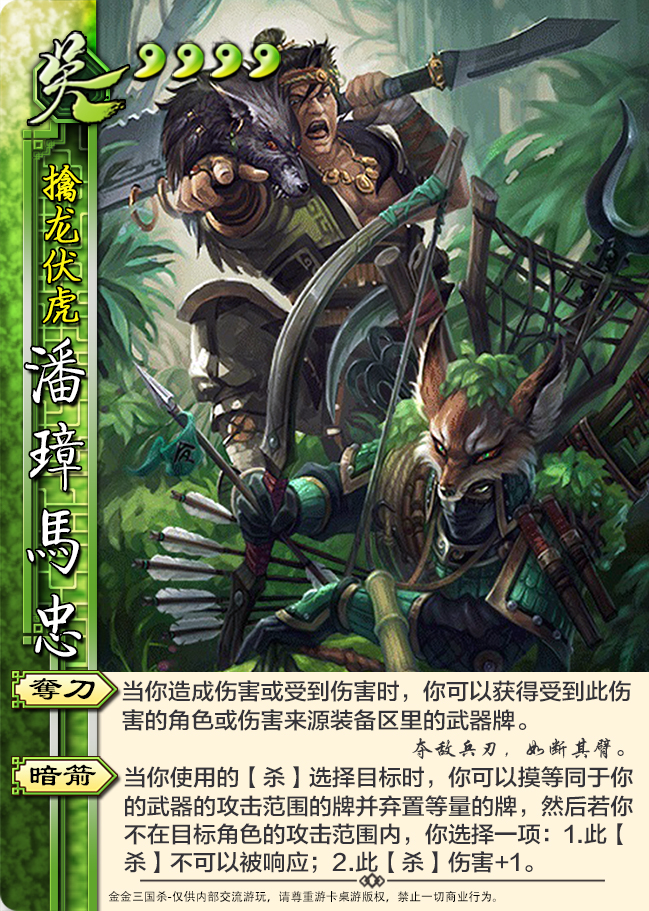 吴
擒龙伏虎
潘璋馬忠
奪刀
当你造成伤害或受到伤害时，你可以获得受到此伤
害的角色或伤害来源装备区里的武器牌。
夺敌兵刃，如断其臂。
暗箭
当你使用的【杀】选择目标时，你可以摸等同于你
的武器的攻击范围的牌并弃置等量的牌，然后若你
不在目标角色的攻击范围内，你选择一项：1.此【
杀】不可以被响应；2.此【杀】伤害+1。
金金三国杀-仅供内部交流游玩，请尊重游卡桌游版权，禁止一切商业行为。